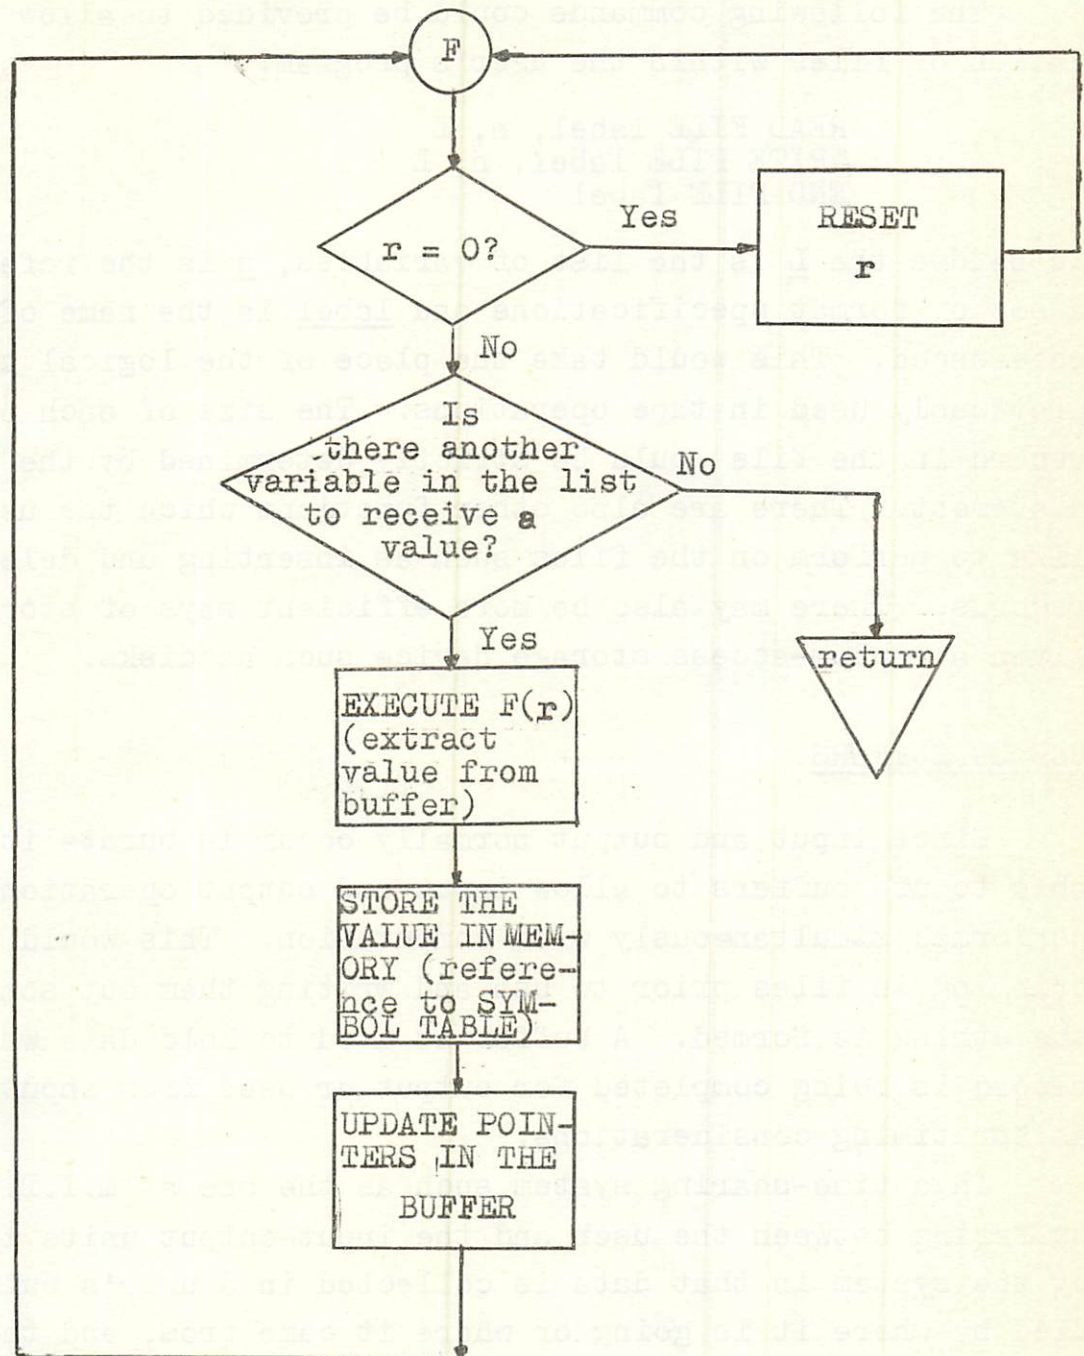 F
r = 0?
Yes
RESET
r
No
Is
there another
variable in the list
to receive a
value?
No
Yes
return
EXECUTE F(r)
(extract
value from
buffer)
STORE THE
VALUE IN MEM-
ORY (refere-
nce to SYM-
BOL TABLE)
UPDATE POIN-
TERS IN THE
BUFFER